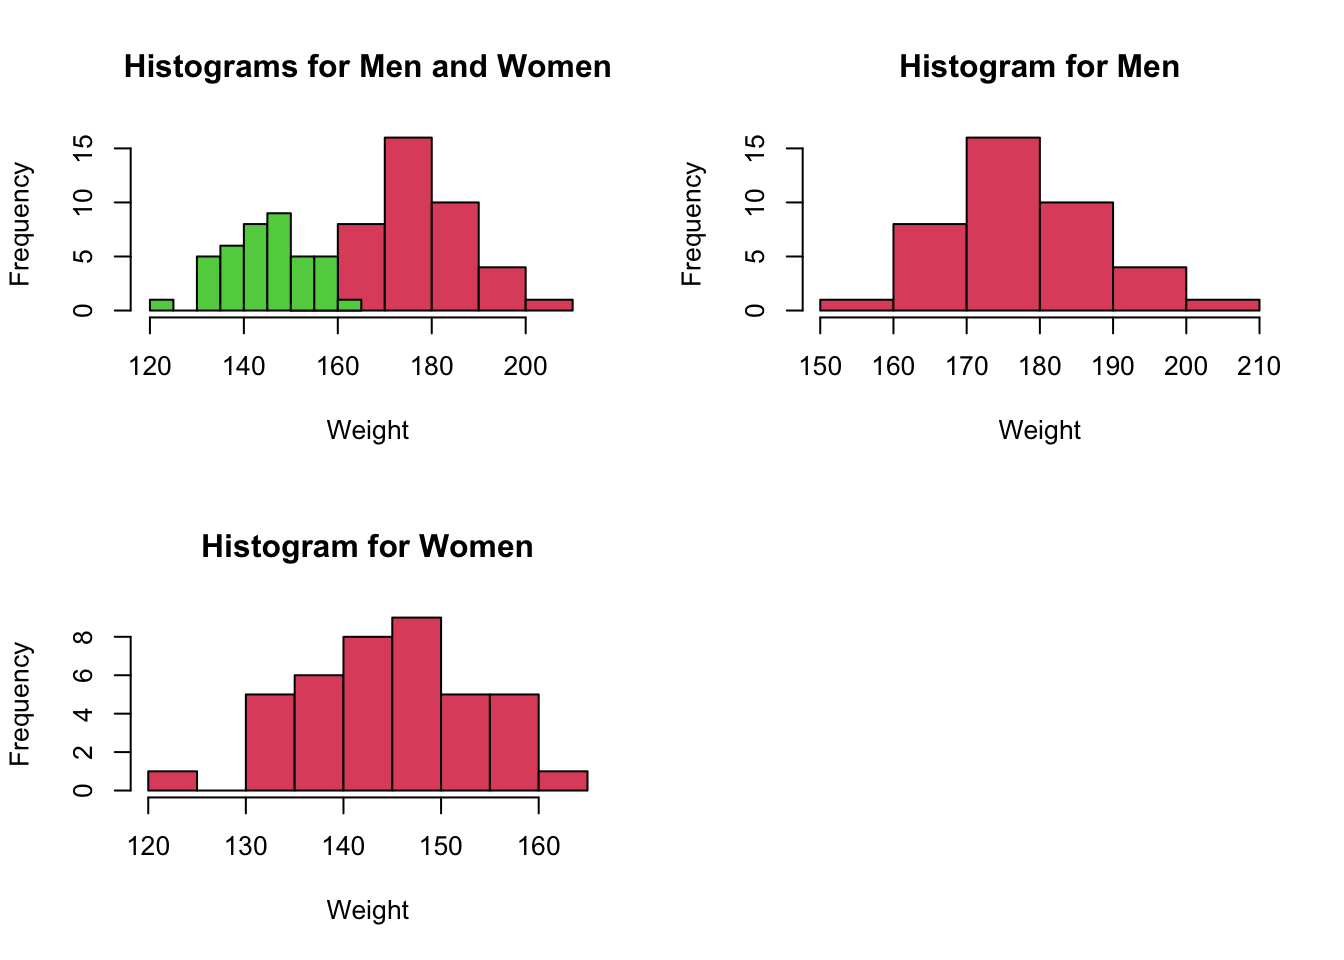 Histograms for Men and Women
Frequency
0 5 10 15
120 140 160 180 200
Weight
Histogram for Men
Frequency
0 5 10 15
150 160 170 180 190 200 210
Weight
Histogram for Women
Frequency
0 2 4 6 8
120 130 140 150 160
Weight